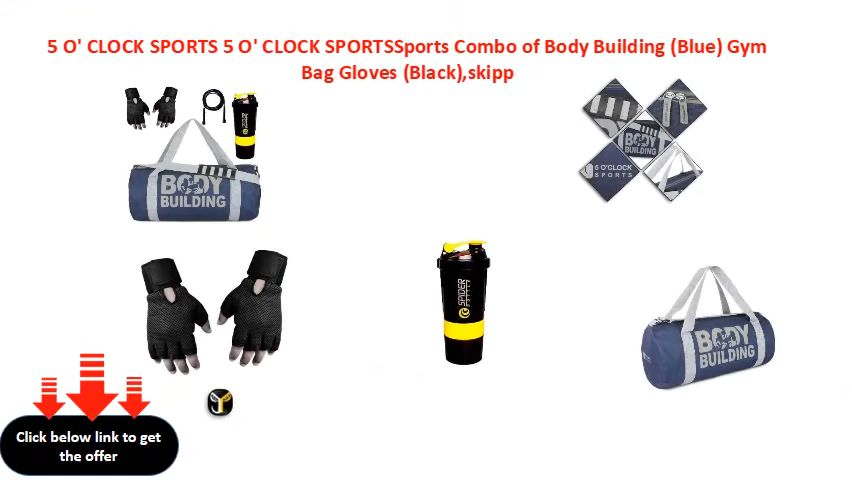 5 O' CLOCK SPORTS 5 O' CLOCK SPORTSSports Combo of Body Building (Blue) Gym
Bag Gloves (Black),skipp
BODY
BUILDING
BODY
BUILDING
5 O'CLOCK
SPORTS
SPIDER
BODY
BUILDING
Click below link to get
the offer